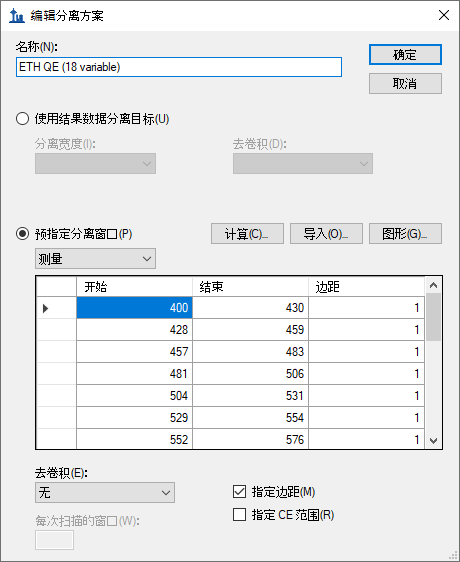 编辑分离方案
名称(N):
ETH QE (18 variable)
确定
取消
使用结果数据分离目标(U)
分离宽度(I):
去卷积(D):
预指定分离窗口(P)
计算(C)...
导入(O)...
图形(G)...
测量
开始 结束 边距
400 430 1
428 459 1
457 483 1
481 506 1
504 531 1
529 554 1
552 576 1
去卷积(E):
无
指定边距(M)
每次扫描的窗口(W):
指定 CE 范围(R)